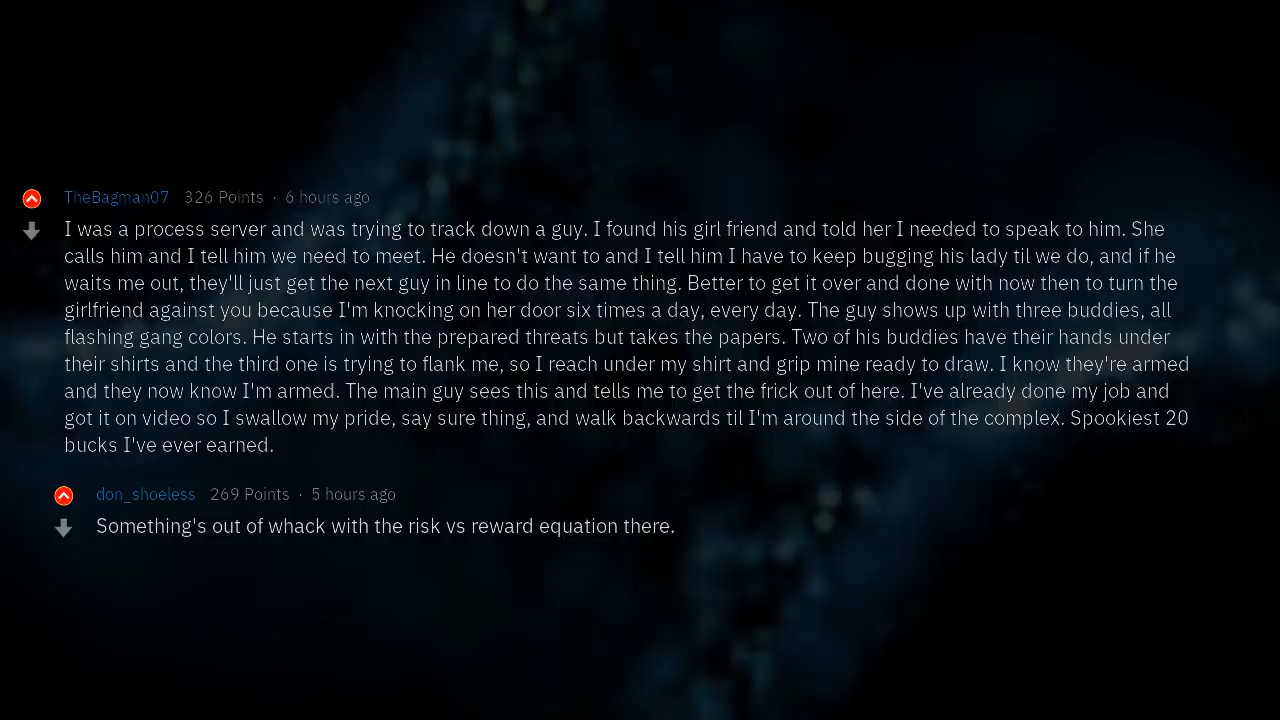 TheBagman07 326 Points · 6 hours ago
I was a process server and was trying to track down a guy. I found his girl friend and told her I needed to speak to him. She
calls him and I tell him we need to meet. He doesn't want to and I tell him I have to keep bugging his lady til we do, and if he
waits me out, they'll just get the next guy in line to do the same thing. Better to get it over and done with now then to turn the
girlfriend against you because I'm knocking on her door six times a day, every day. The guy shows up with three buddies, all
flashing gang colors. He starts in with the prepared threats but takes the papers. Two of his buddies have their hands under
their shirts and the third one is trying to flank me, so I reach under my shirt and grip mine ready to draw. I know they're armed
and they now know I'm armed. The main guy sees this and tells me to get the frick out of here. I've already done my job and
got it on video so I swallow my pride, say sure thing, and walk backwards til I'm around the side of the complex. Spookiest 20
bucks I've ever earned.
don_shoeless 269 Points · 5 hours ago
Something's out of whack with the risk vs reward equation there.